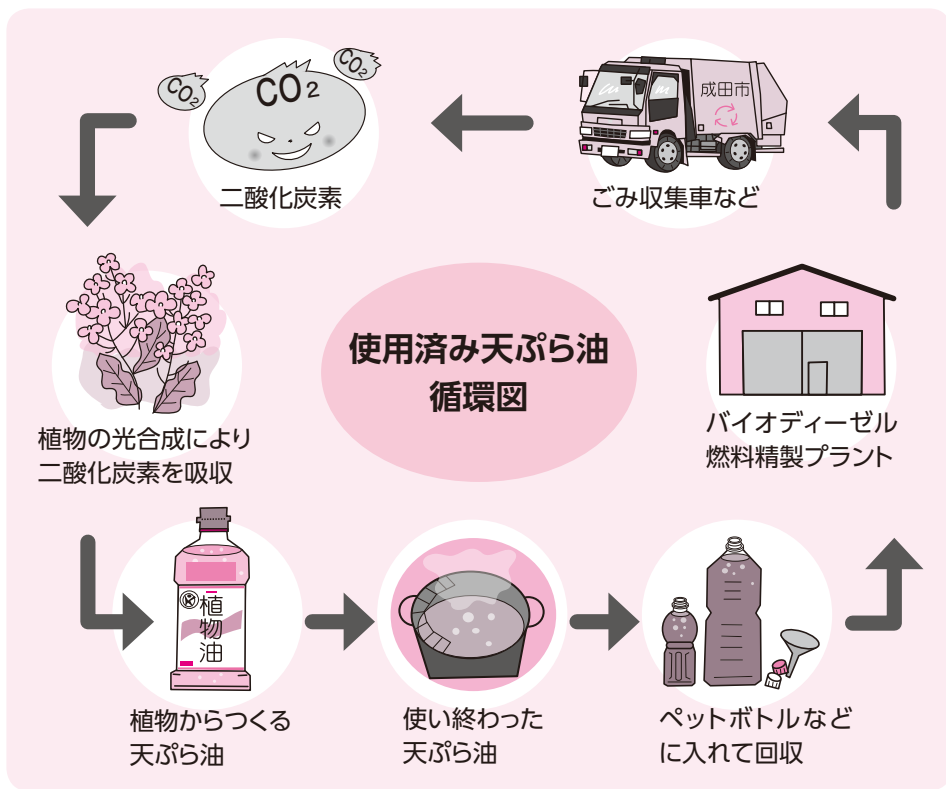 CO2
CO2
CO2
二酸化炭素
成田市
ごみ収集車など
使用済み天ぷら油
循環図
植物の光合成により
二酸化炭素を吸収
バイオディーゼル
燃料精製プラント
植物油
植物からつくる
天ぷら油
使い終わった
天ぷら油
ペットボトルなど
に入れて回収